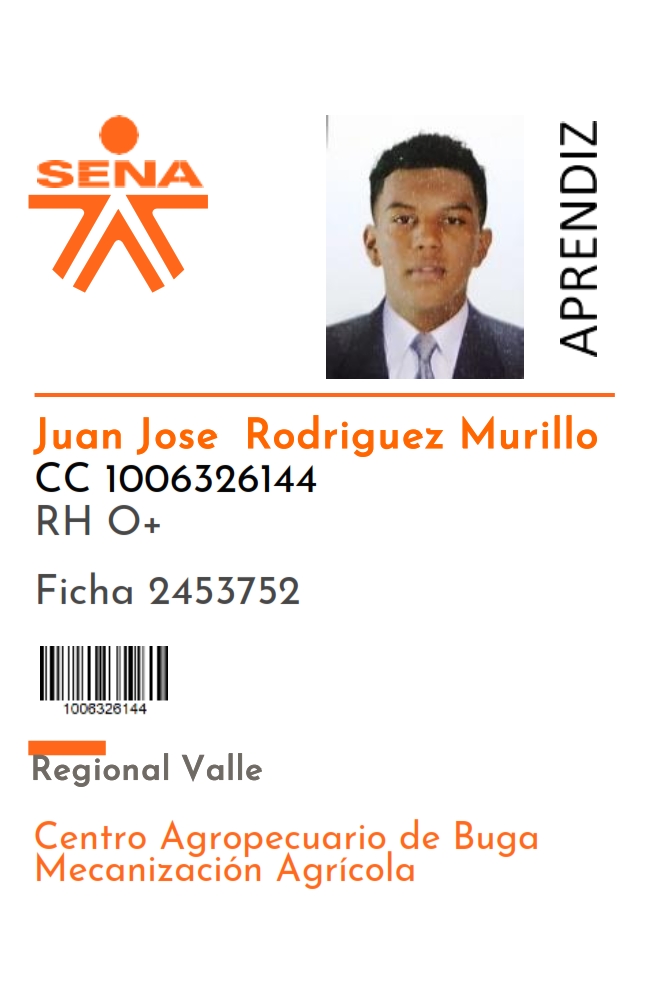 SENA
APRENDIZ
Juan Jose Rodriguez Murillo
CC 1006326144
RH O+
Ficha 2453752
1006326144
Regional Valle
Centro Agropecuario de Buga
Mecanización Agrícola